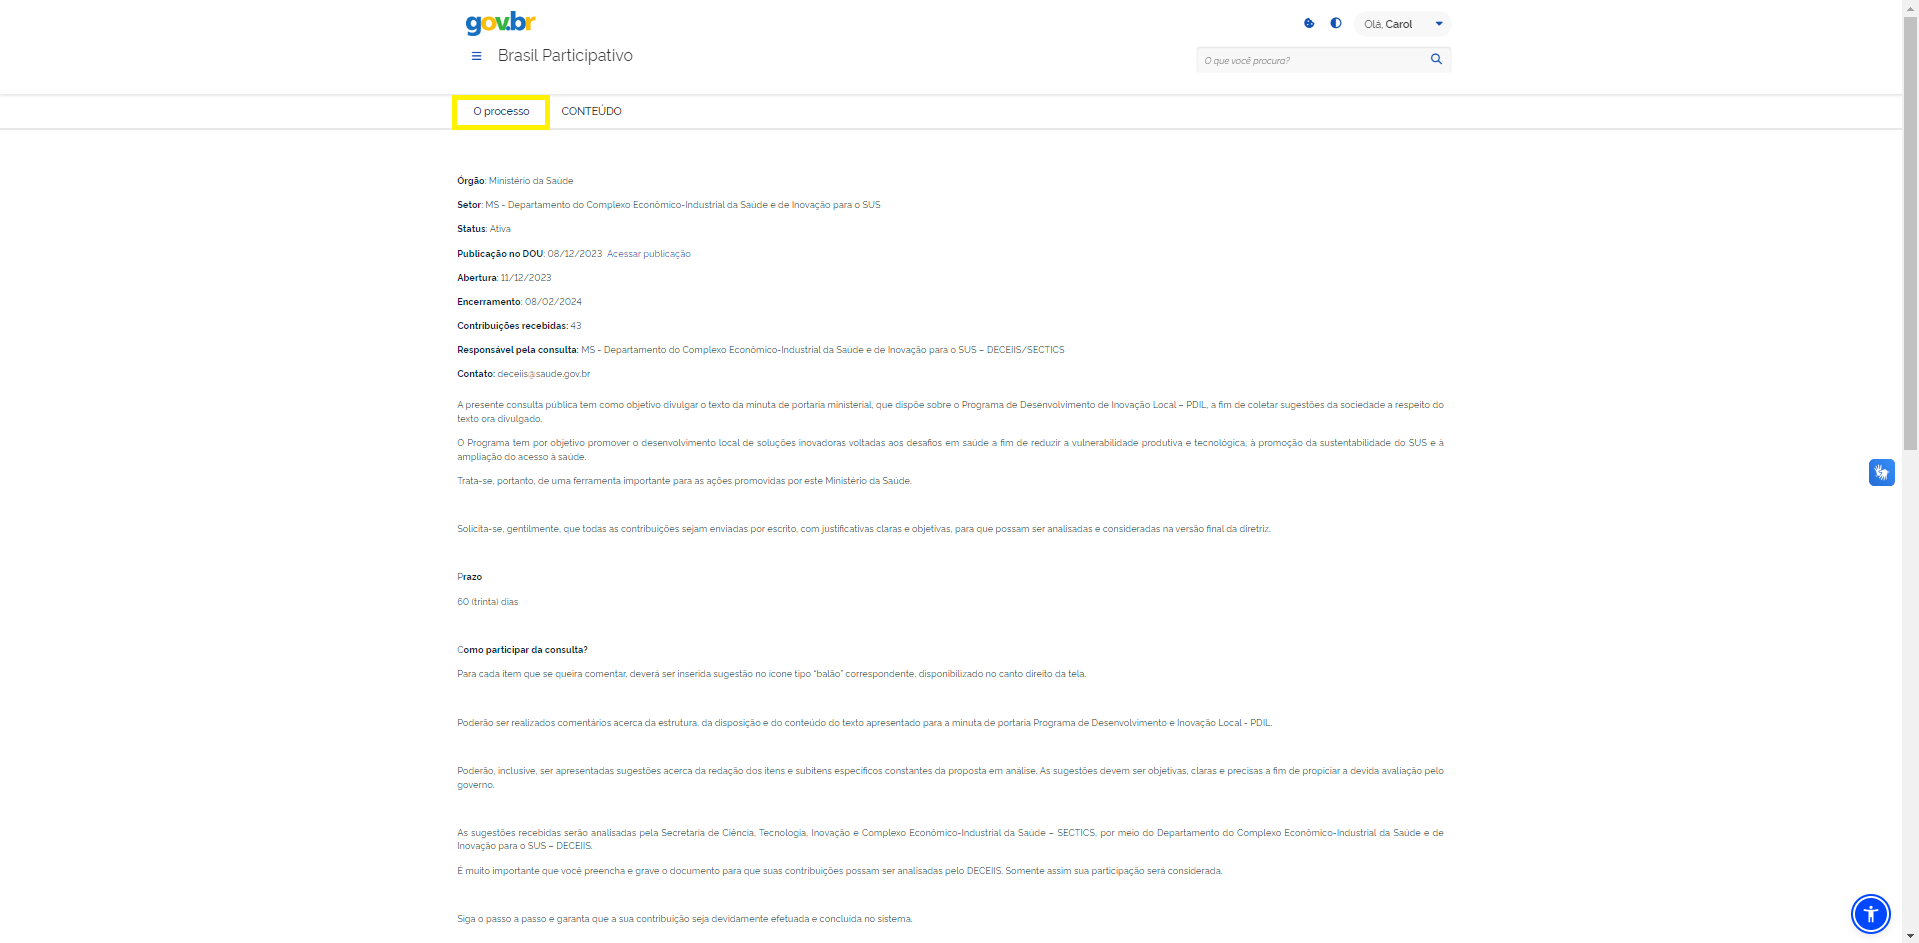 gov.br
Olá, Carol
Brasil Participativo
O que você procura?
O processo
CONTEÚDO
Órgão: Ministério da Saúde
Setor: MS - Departamento do Complexo Econômico-Industrial da Saúde e de Inovação para o SUS
Status: Ativa
Publicação no DOU: 08/12/2023 Acessar publicação
Abertura: 11/12/2023
Encerramento: 08/02/2024
Contribuições recebidas: 43
Responsável pela consulta: MS - Departamento do Complexo Econômico-Industrial da Saúde e de Inovação para o SUS – DECEIIS/SECTICS
Contato: deceiis@saude.gov.br
A presente consulta pública tem como objetivo divulgar o texto da minuta de portaria ministerial, que dispõe sobre o Programa de Desenvolvimento de Inovação Local – PDIL, a fim de coletar sugestões da sociedade a respeito do
texto ora divulgado.
O Programa tem por objetivo promover o desenvolvimento local de soluções inovadoras voltadas aos desafios em saúde a fim de reduzir a vulnerabilidade produtiva e tecnológica, à promoção da sustentabilidade do SUS e à
ampliação do acesso à saúde.
Trata-se, portanto, de uma ferramenta importante para as ações promovidas por este Ministério da Saúde.
Solicita-se, gentilmente, que todas as contribuições sejam enviadas por escrito, com justificativas claras e objetivas, para que possam ser analisadas e consideradas na versão final da diretriz.
Prazo
60 (trinta) dias
Como participar da consulta?
Para cada item que se queira comentar, deverá ser inserida sugestão no ícone tipo “balão” correspondente, disponibilizado no canto direito da tela.
Poderão ser realizados comentários acerca da estrutura, da disposição e do conteúdo do texto apresentado para a minuta de portaria Programa de Desenvolvimento e Inovação Local - PDIL.
Poderão, inclusive, ser apresentadas sugestões acerca da redação dos itens e subitens específicos constantes da proposta em análise. As sugestões devem ser objetivas, claras e precisas a fim de propiciar a devida avaliação pelo
governo.
As sugestões recebidas serão analisadas pela Secretaria de Ciência, Tecnologia, Inovação e Complexo Econômico-Industrial da Saúde – SECTICS, por meio do Departamento do Complexo Econômico-Industrial da Saúde e de
Inovação para o SUS – DECEIIS.
É muito importante que você preencha e grave o documento para que suas contribuições possam ser analisadas pelo DECEIIS. Somente assim sua participação será considerada.
Siga o passo a passo e garanta que a sua contribuição seja devidamente efetuada e concluída no sistema.